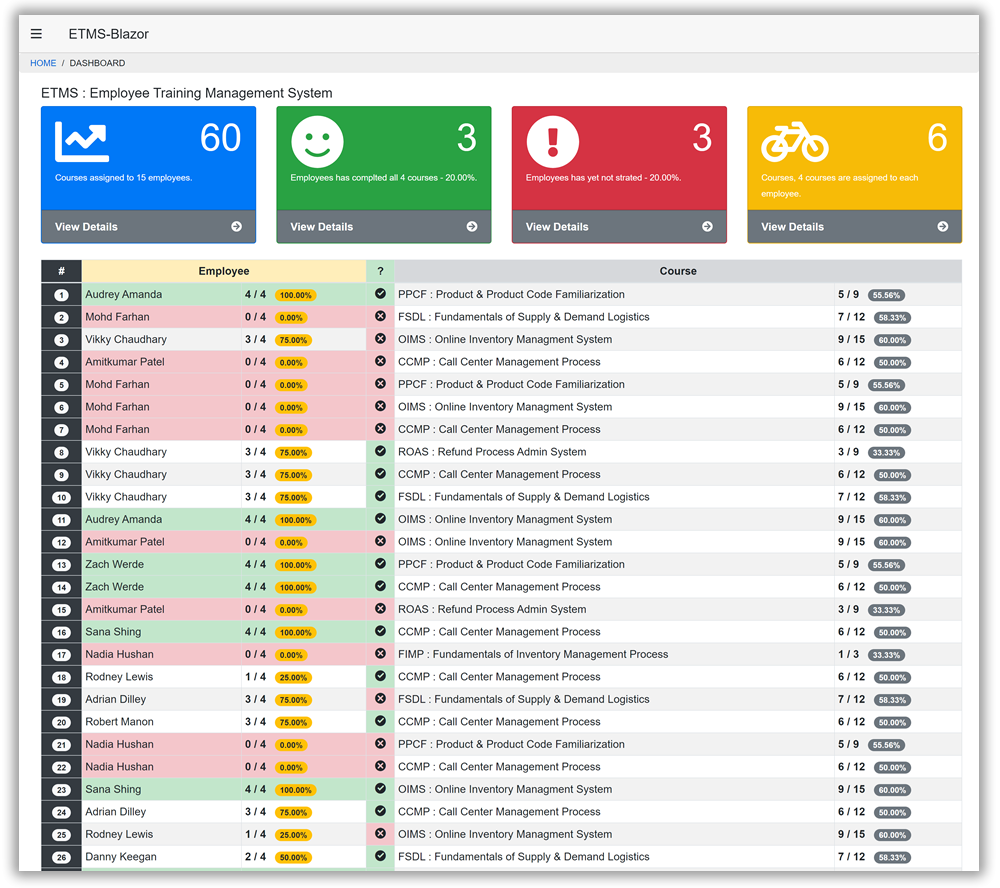 ETMS-Blazor
HOME / DASHBOARD
ETMS : Employee Training Management System
60
Courses assigned to 15 employees.
View Details
3
Employees has complted all 4 courses - 20.00%.
View Details
3
Employees has yet not strated - 20.00%.
View Details
6
Courses, 4 courses are assigned to each
employee.
View Details
# Employee ? Course
1 Audrey Amanda 4 / 4 100.00% PPCF : Product & Product Code Familiarization 5 / 9 55.56%
2 Mohd Farhan 0 / 4 0.00% FSDL : Fundamentals of Supply & Demand Logistics 7 / 12 58.33%
3 Vikky Chaudhary 3 / 4 75.00% OIMS : Online Inventory Managment System 9 / 15 60.00%
4 Amitkumar Patel 0 / 4 0.00% CCMP : Call Center Management Process 6 / 12 50.00%
5 Mohd Farhan 0 / 4 0.00% PPCF : Product & Product Code Familiarization 5 / 9 55.56%
6 Mohd Farhan 0 / 4 0.00% OIMS : Online Inventory Managment System 9 / 15 60.00%
7 Mohd Farhan 0 / 4 0.00% CCMP : Call Center Management Process 6 / 12 50.00%
8 Vikky Chaudhary 3 / 4 75.00% ROAS : Refund Process Admin System 3 / 9 33.33%
9 Vikky Chaudhary 3 / 4 75.00% CCMP : Call Center Management Process 6 / 12 50.00%
10 Vikky Chaudhary 3 / 4 75.00% FSDL : Fundamentals of Supply & Demand Logistics 7 / 12 58.33%
11 Audrey Amanda 4 / 4 100.00% OIMS : Online Inventory Managment System 9 / 15 60.00%
12 Amitkumar Patel 0 / 4 0.00% OIMS : Online Inventory Managment System 9 / 15 60.00%
13 Zach Werde 4 / 4 100.00% PPCF : Product & Product Code Familiarization 5 / 9 55.56%
14 Zach Werde 4 / 4 100.00% CCMP : Call Center Management Process 6 / 12 50.00%
15 Amitkumar Patel 0 / 4 0.00% ROAS : Refund Process Admin System 3 / 9 33.33%
16 Sana Shing 4 / 4 100.00% CCMP : Call Center Management Process 6 / 12 50.00%
17 Nadia Hushan 0 / 4 0.00% FIMP : Fundamentals of Inventory Management Process 1 / 3 33.33%
18 Rodney Lewis 1 / 4 25.00% CCMP : Call Center Management Process 6 / 12 50.00%
19 Adrian Dilley 3 / 4 75.00% FSDL : Fundamentals of Supply & Demand Logistics 7 / 12 58.33%
20 Robert Manon 3 / 4 75.00% CCMP : Call Center Management Process 6 / 12 50.00%
21 Nadia Hushan 0 / 4 0.00% PPCF : Product & Product Code Familiarization 5 / 9 55.56%
22 Nadia Hushan 0 / 4 0.00% CCMP : Call Center Management Process 6 / 12 50.00%
23 Sana Shing 4 / 4 100.00% OIMS : Online Inventory Managment System 9 / 15 60.00%
24 Adrian Dilley 3 / 4 75.00% CCMP : Call Center Management Process 6 / 12 50.00%
25 Rodney Lewis 1 / 4 25.00% OIMS : Online Inventory Managment System 9 / 15 60.00%
26 Danny Keegan 2 / 4 50.00% FSDL : Fundamentals of Supply & Demand Logistics 7 / 12 58.33%